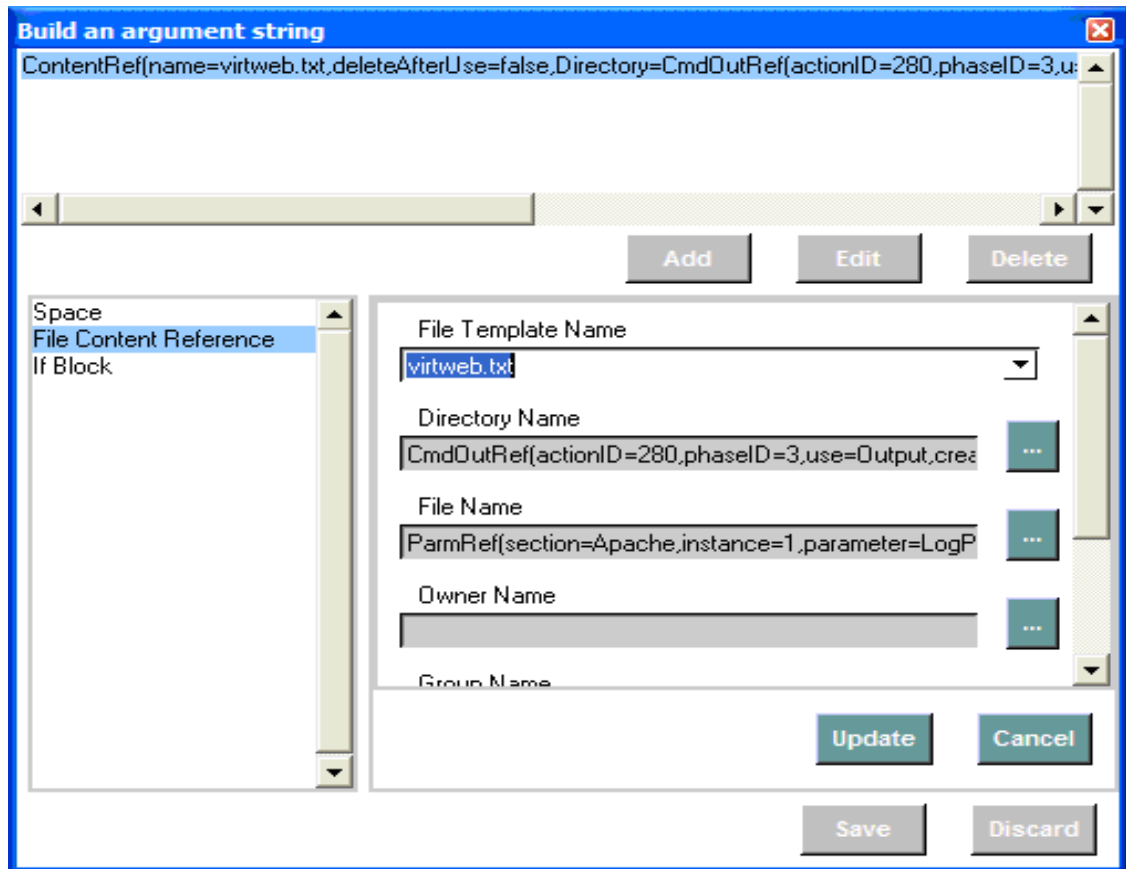 Build an argument string
ContentRef(name=virtweb.txt,deleteAfterUse=false,Directory=CmdOutRef(actionID=280,phaseID=3,u
Add Edit Delete
Space
File Content Reference
If Block
File Template Name
virtweb.txt
Directory Name
CmdOutRef(actionID=280,phaseID=3,use=Output,crea
...
File Name
ParmRef(section=Apache,instance=1,parameter=LogP
...
Owner Name
...
Group Name
Update Cancel
Save Discard